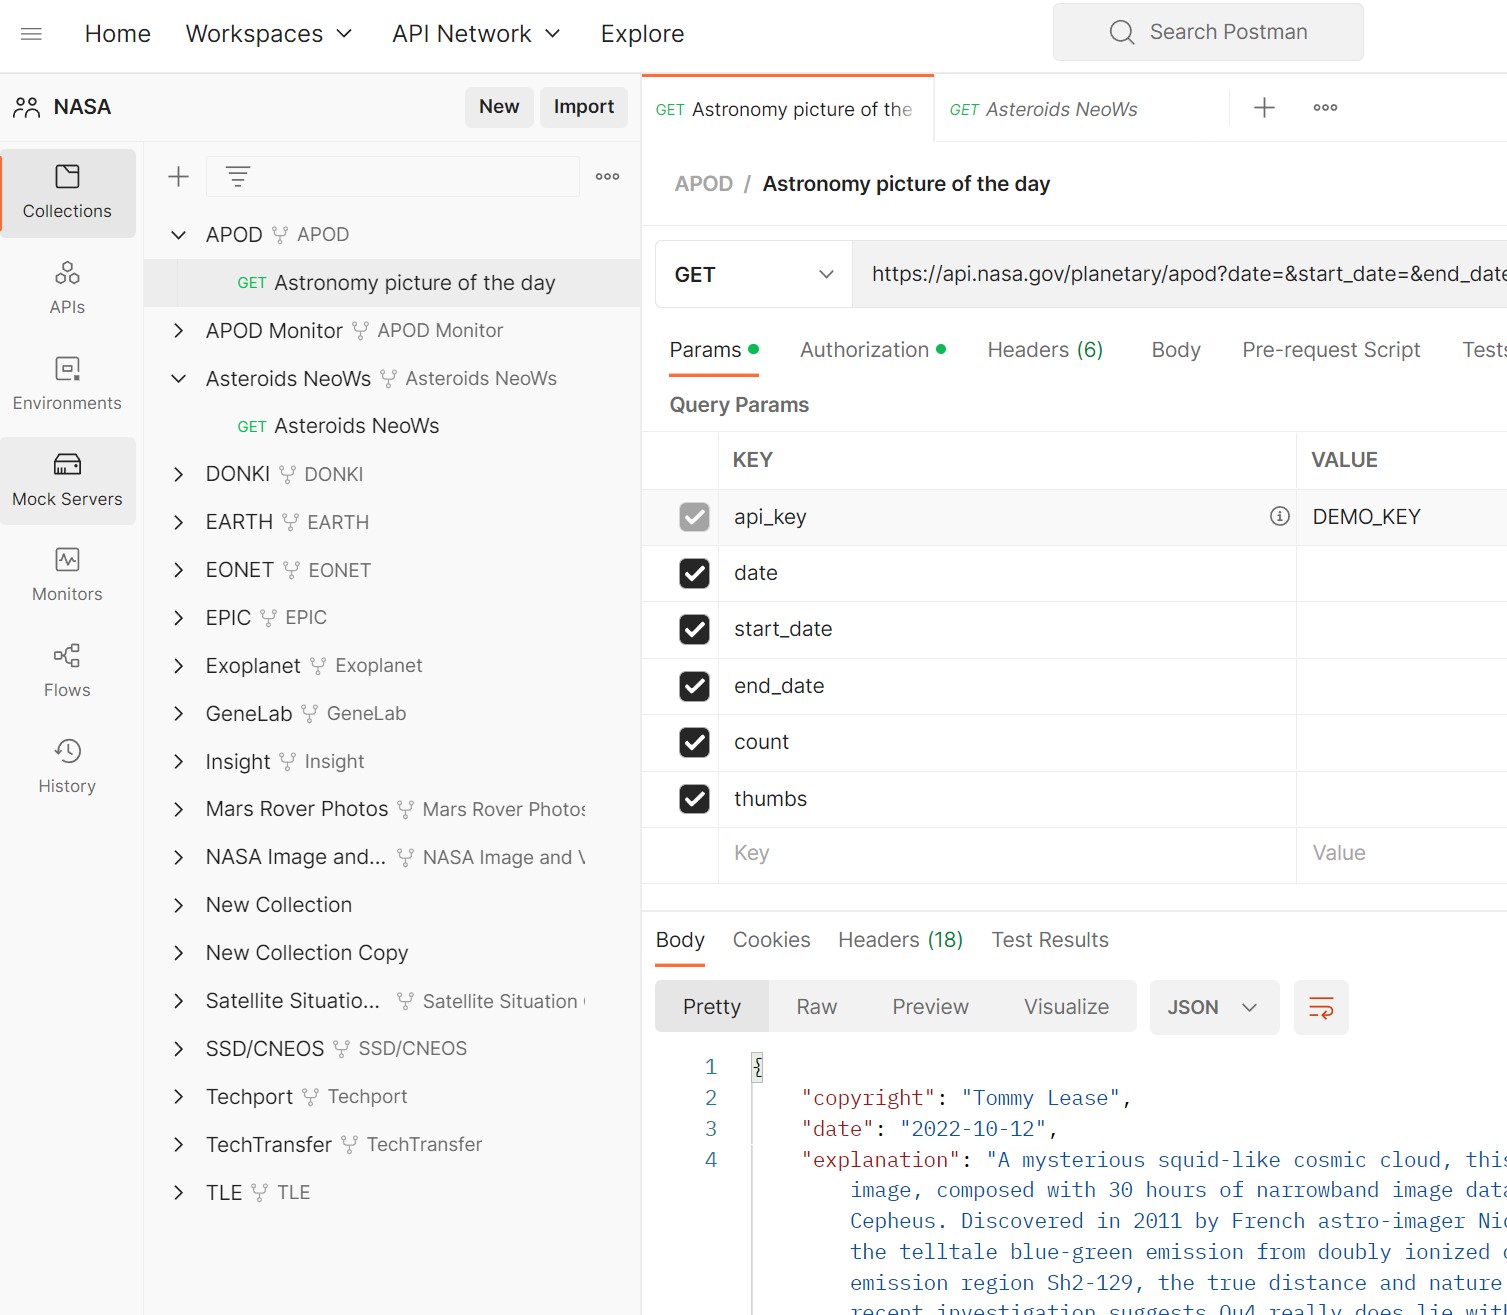 Home Workspaces API Network Explore Search Postman
NASA New Import
Collections
APIs
Environments
Mock Servers
Monitors
Flows
History
APOD APOD
GET Astronomy picture of the day
APOD Monitor APOD Monitor
Asteroids NeoWs Asteroids NeoWs
GET Asteroids NeoWs
DONKI DONKI
EARTH EARTH
EONET EONET
EPIC EPIC
Exoplanet Exoplanet
GeneLab GeneLab
Insight Insight
Mars Rover Photos Mars Rover Photos
NASA Image and... NASA Image and V
New Collection
New Collection Copy
Satellite Situatio... Satellite Situation
SSD/CNEOS SSD/CNEOS
Techport Techport
TechTransfer TechTransfer
TLE TLE
GET Astronomy picture of the GET Asteroids NeoWs
APOD / Astronomy picture of the day
GET https://api.nasa.gov/planetary/apod?date=&start_date=&end_date
Params Authorization Headers (6) Body Pre-request Script Tests
Query Params
KEY VALUE
api_key DEMO_KEY
date
start_date
end_date
count
thumbs
Key Value
Body Cookies Headers (18) Test Results
Pretty Raw Preview Visualize JSON
1 {
2 "copyright": "Tommy Lease",
3 "date": "2022-10-12",
4 "explanation": "A mysterious squid-like cosmic cloud, this
image, composed with 30 hours of narrowband image data
Cepheus. Discovered in 2011 by French astro-imager Nic
the telltale blue-green emission from doubly ionized
emission region Sh2-129, the true distance and nature
recent investigation suggests Ou4 really does lie with